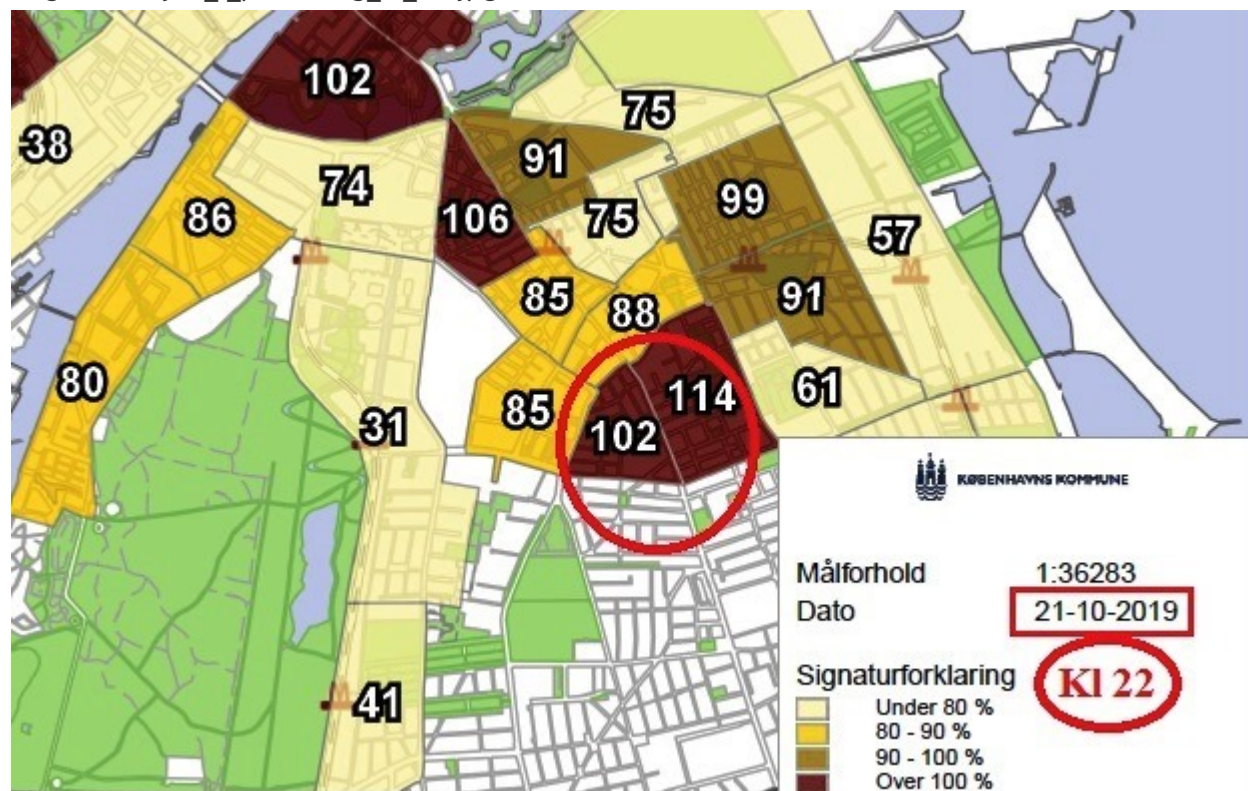 102
75
38
91
74
99
86
106
75
57
85
91
88
80
61
114
85
31
102
KØBENHAVNS KOMMUNE
Målforhold 1:36283
Dato 21-10-2019
Signaturforklaring
Kl 22
Under 80 %
41
80 - 90 %
90 - 100 %
Over 100 %